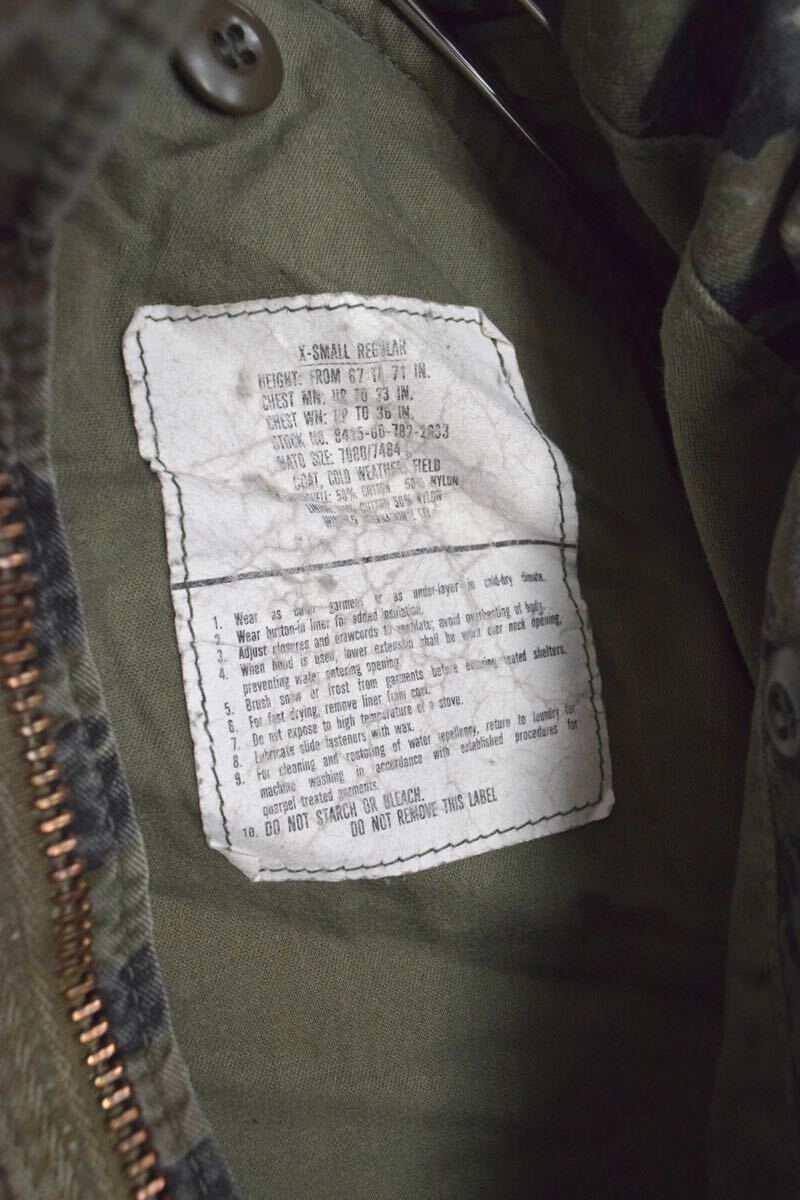 X-SMALL REGULAR
HEIGHT: FROM 67 TO 71 IN.
CHEST MN: UP TO 33 IN.
CHEST WN: UP TO 36 IN.
STOCK NO. 8415-00-782-2933
NATO SIZE: 7080/7484
COAT, COLD WEATHER, FIELD
SHELL: 50% COTTON 50% NYLON
COTTON 50% NYLON
1. Wear as outer garment or as under-layer in cold-dry climate.
2. Wear button-in liner for added insulation.
3. Adjust closures and drawcords to ventilate; avoid overheating of body.
4. When hood is used, lower extension shall be worn over neck opening,
preventing water entering opening.
5. Brush snow or frost from garments before entering heated shelters.
6. For fast drying, remove liner from coat.
7. Do not expose to high temperature of a stove.
8. Lubricate slide fasteners with wax.
9. For cleaning and restoring of water repellency, return to laundry for
machine washing in accordance with established procedures for
quarpel treated garments.
10. DO NOT STARCH OR BLEACH.
DO NOT REMOVE THIS LABEL